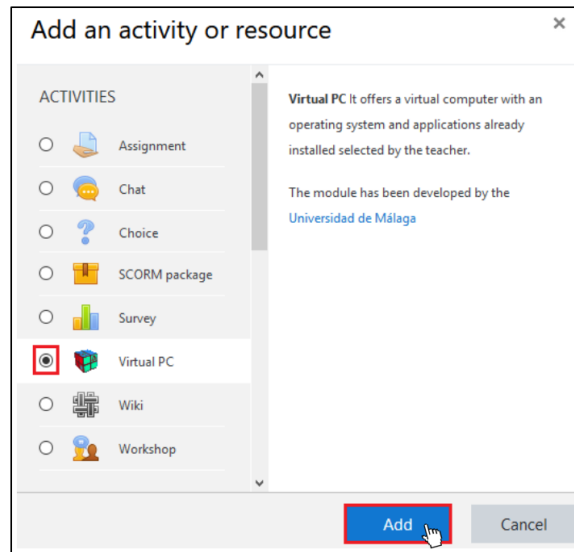 Add an activity or resource
×
ACTIVITIES
Assignment
Chat
Choice
SCORM package
Survey
Virtual PC
Wiki
Workshop
Virtual PC It offers a virtual computer with an
operating system and applications already
installed selected by the teacher.
The module has been developed by the
Universidad de Málaga
Add
Cancel